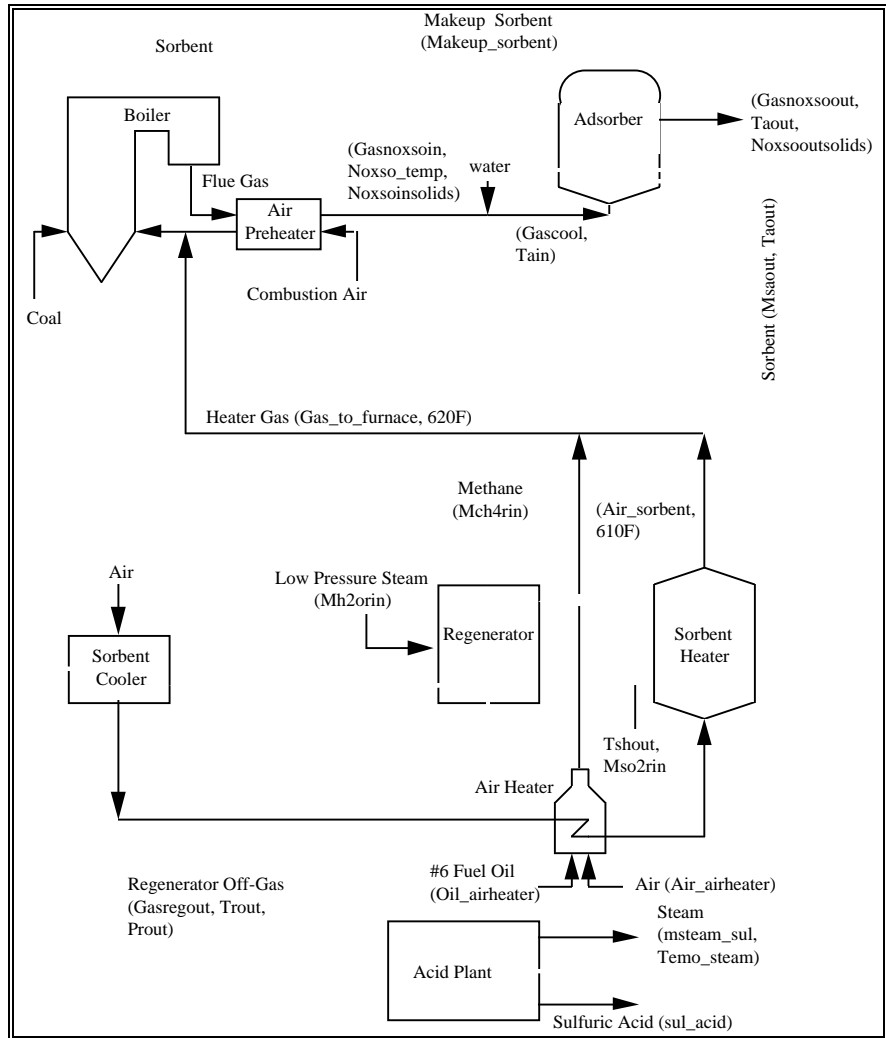 Makeup Sorbent
(Makeup_sorbent)
Sorbent
Boiler
Adsorber
(Gasnoxsoout,
Taout,
Noxsooutsolids)
(Gasnoxsoin,
Noxso_temp,
Noxsoinsolids)
water
Flue Gas
Air
Preheater
(Gascool,
Tain)
Combustion Air
Coal
Sorbent (Msaout, Taout)
Heater Gas (Gas_to_furnace, 620F)
Methane
(Mch4rin)
(Air_sorbent,
610F)
Air
Low Pressure Steam
(Mh2orin)
Regenerator
Sorbent
Heater
Sorbent
Cooler
Tshout,
Mso2rin
Air Heater
#6 Fuel Oil
(Oil_airheater)
Air (Air_airheater)
Regenerator Off-Gas
(Gasregout, Trout,
Prout)
Steam
(msteam_sul,
Temo_steam)
Acid Plant
Sulfuric Acid (sul_acid)